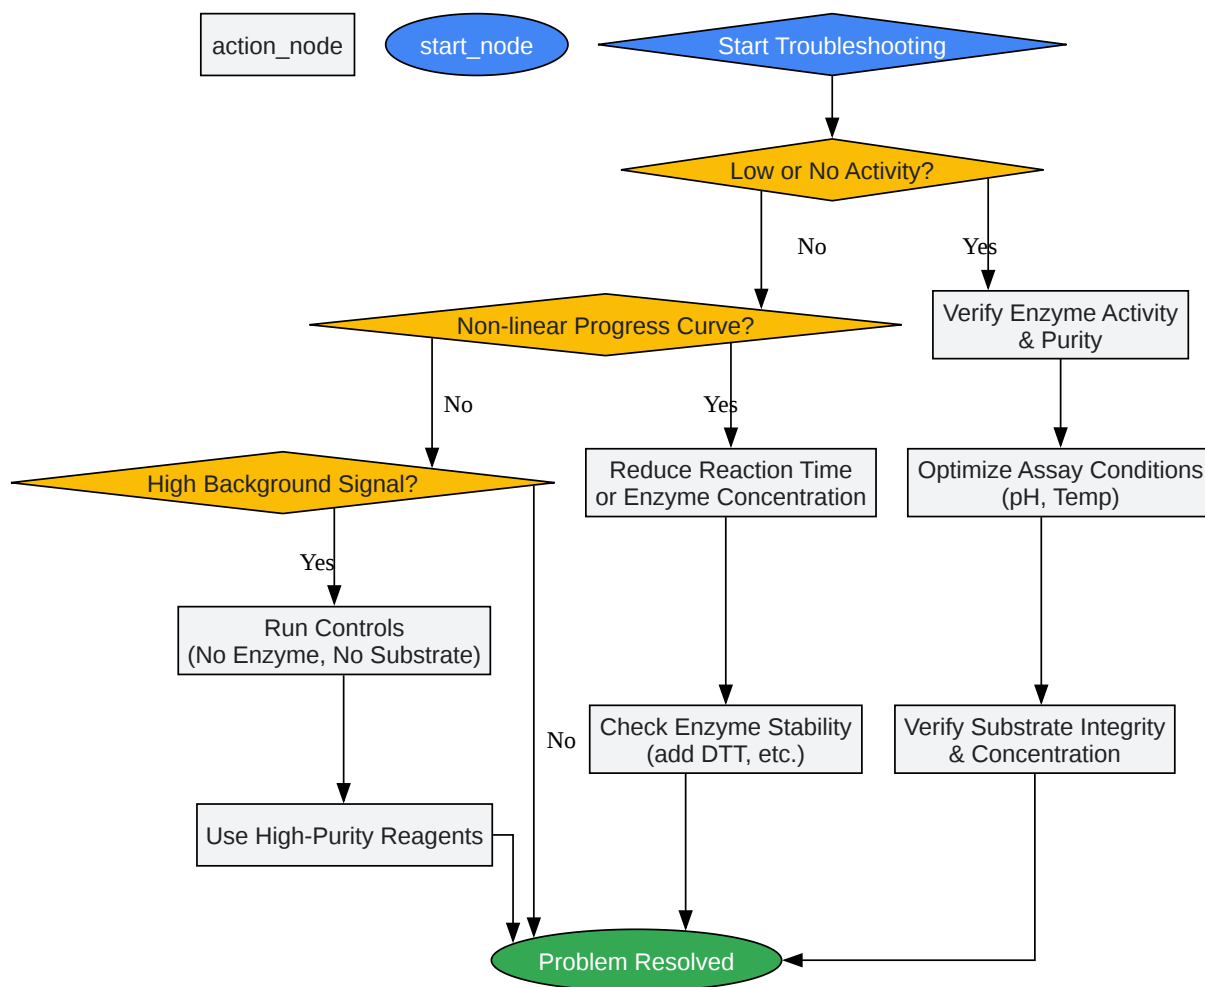 action_node
start_node
Start Troubleshooting
Low or No Activity?
No
Yes
Non-linear Progress Curve?
Verify Enzyme Activity
& Purity
No
Yes
High Background Signal?
Reduce Reaction Time
or Enzyme Concentration
Optimize Assay Conditions
(pH, Temp)
Yes
Run Controls
(No Enzyme, No Substrate)
No
Check Enzyme Stability
(add DTT, etc.)
Verify Substrate Integrity
& Concentration
Use High-Purity Reagents
Problem Resolved